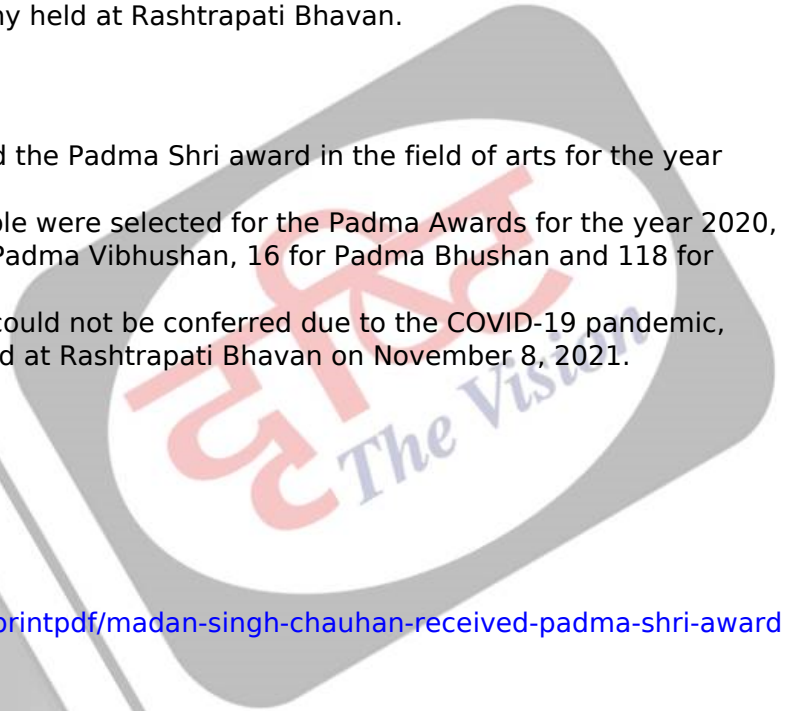 ny held at Rashtrapati Bhavan.
d the Padma Shri award in the field of arts for the year
ple were selected for the Padma Awards for the year 2020,
Padma Vibhushan, 16 for Padma Bhushan and 118 for
could not be conferred due to the COVID-19 pandemic,
d at Rashtrapati Bhavan on November 8, 2021.
दृष्टि
The Vision
printpdf/madan-singh-chauhan-received-padma-shri-award